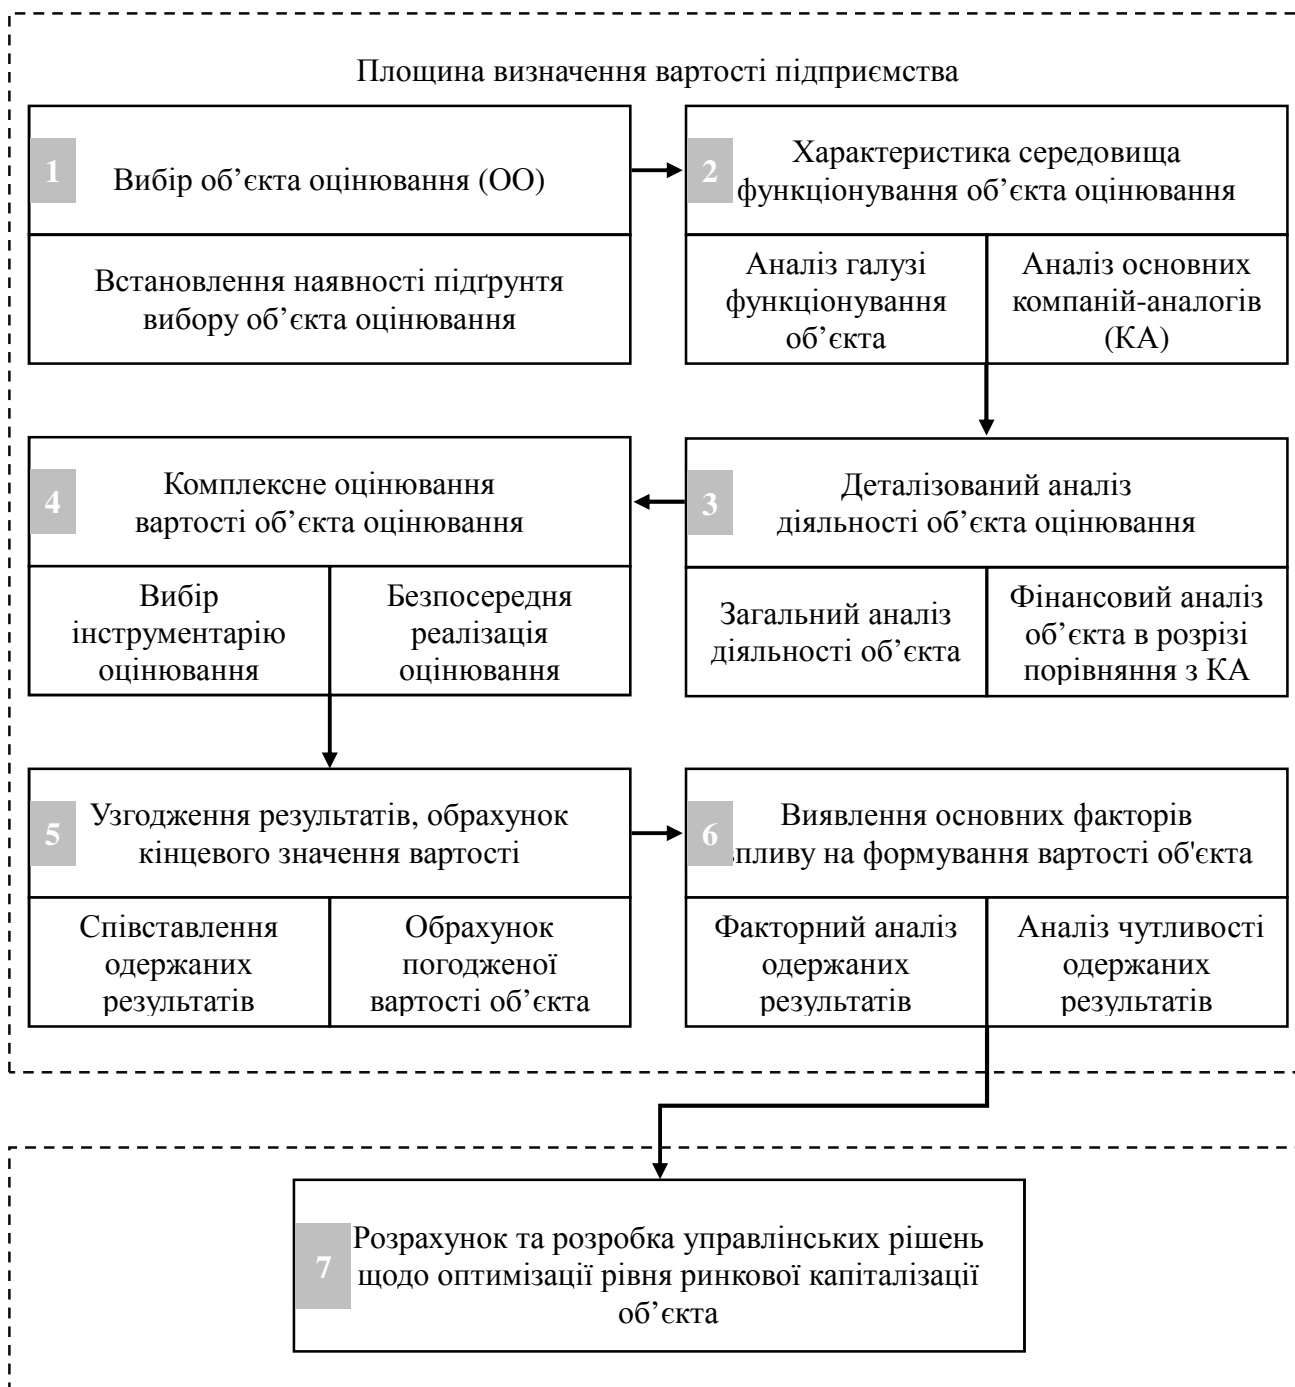 Площина визначення вартості підприємства
1
Вибір об’єкта оцінювання (ОО)
Встановлення наявності підґрунтя
вибору об’єкта оцінювання
2
Характеристика середовища
функціонування об’єкта оцінювання
Аналіз галузі
функціонування
об’єкта
Аналіз основних
компаній-аналогів
(КА)
3
Деталізований аналіз
діяльності об’єкта оцінювання
Загальний аналіз
діяльності об’єкта
Фінансовий аналіз
об’єкта в розрізі
порівняння з КА
4
Комплексне оцінювання
вартості об’єкта оцінювання
Вибір
інструментарію
оцінювання
Безпосередня
реалізація
оцінювання
5
Узгодження результатів, обрахунок
кінцевого значення вартості
Співставлення
одержаних
результатів
Обрахунок
погодженої
вартості об’єкта
6
Виявлення основних факторів
впливу на формування вартості об'єкта
Факторний аналіз
одержаних
результатів
Аналіз чутливості
одержаних
результатів
7
Розрахунок та розробка управлінських рішень
щодо оптимізації рівня ринкової капіталізації
об’єкта